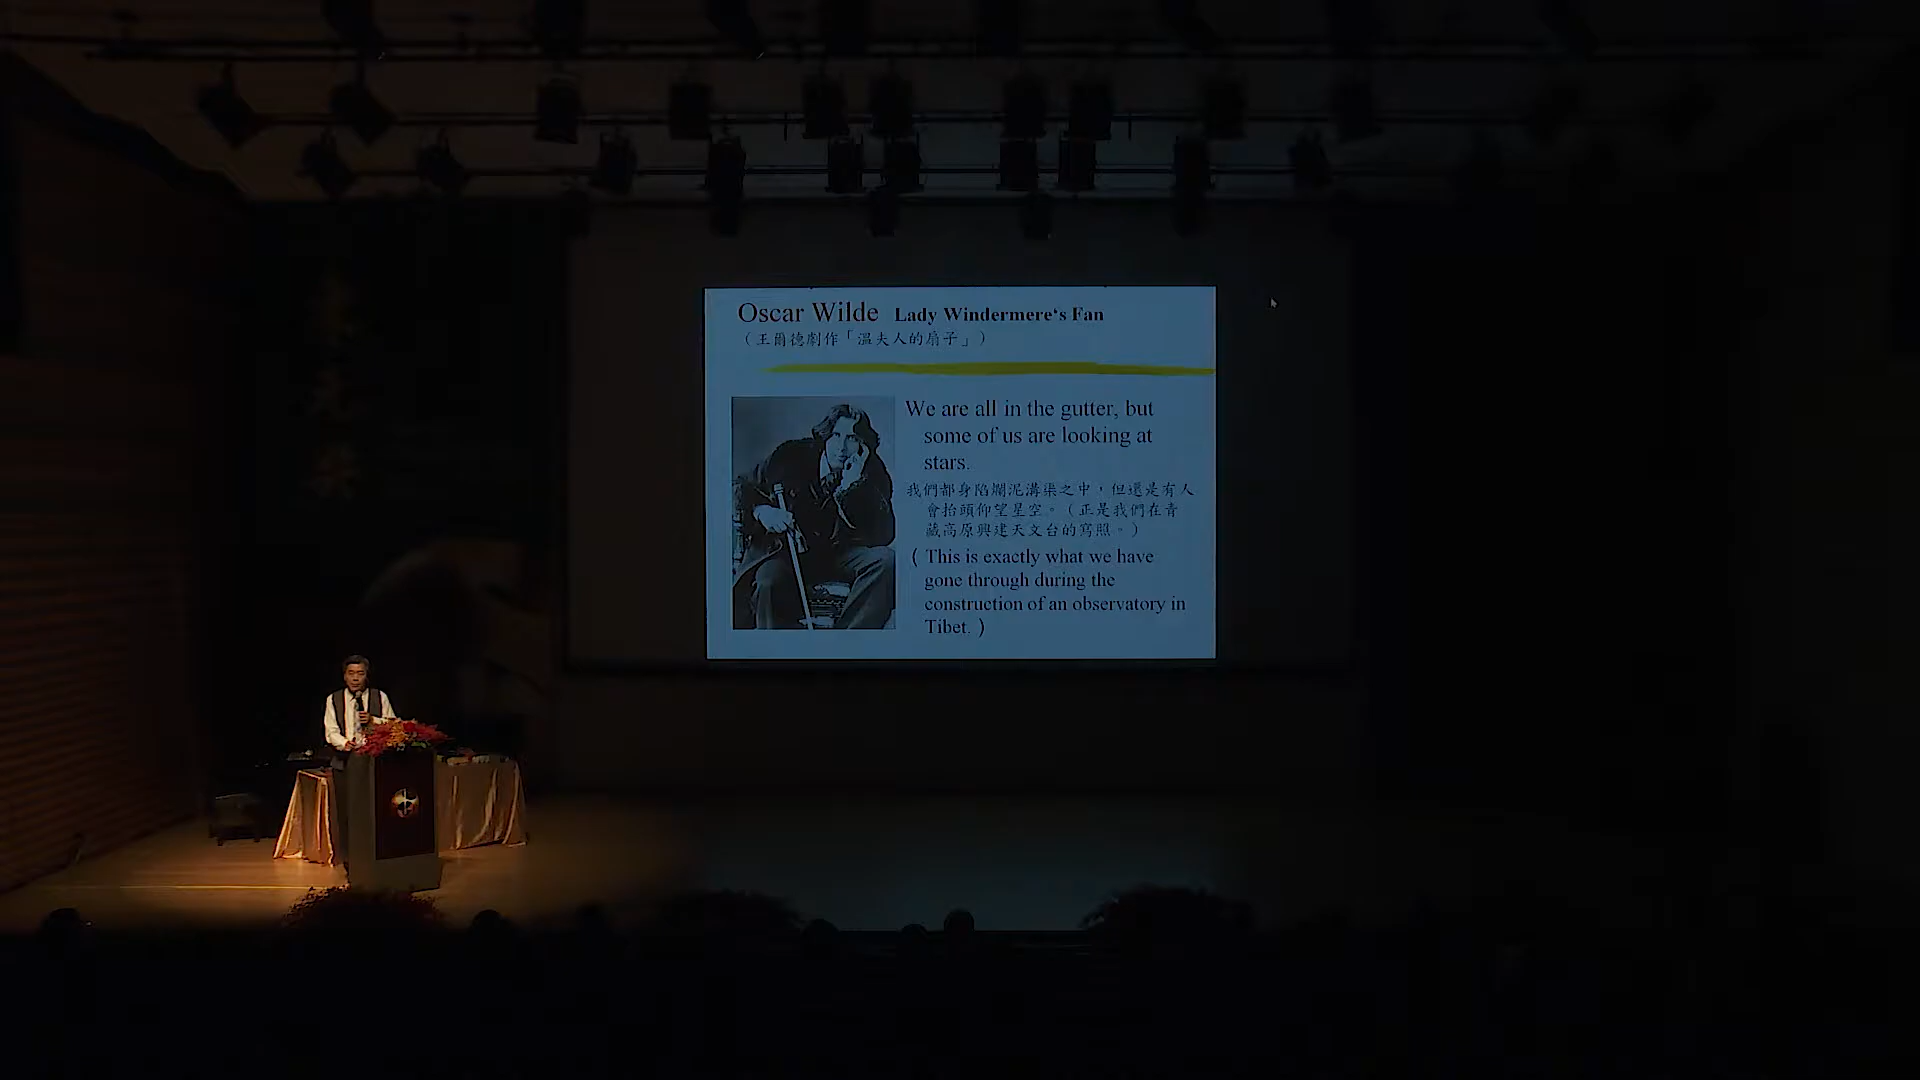 Oscar Wilde Lady Windermere‘s Fan
（王爾德劇作「溫夫人的扇子」）
We are all in the gutter, but
some of us are looking at
stars.
我們都身陷爛泥溝渠之中，但還是有人
會抬頭仰望星空。（正是我們在青
藏高原興建天文台的寫照。）
（This is exactly what we have
gone through during the
construction of an observatory in
Tibet.）